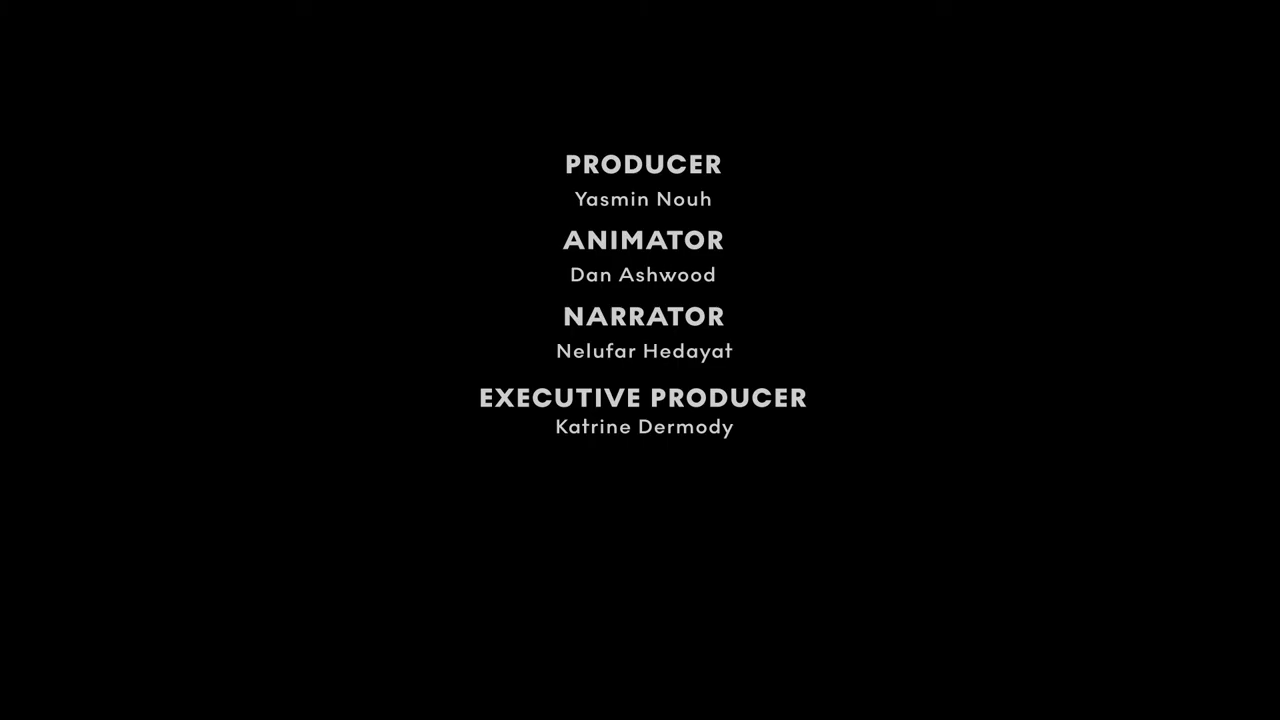 PRODUCER
Yasmin Nouh
ANIMATOR
Dan Ashwood
NARRATOR
Nelufar Hedayat
EXECUTIVE PRODUCER
Katrine Dermody